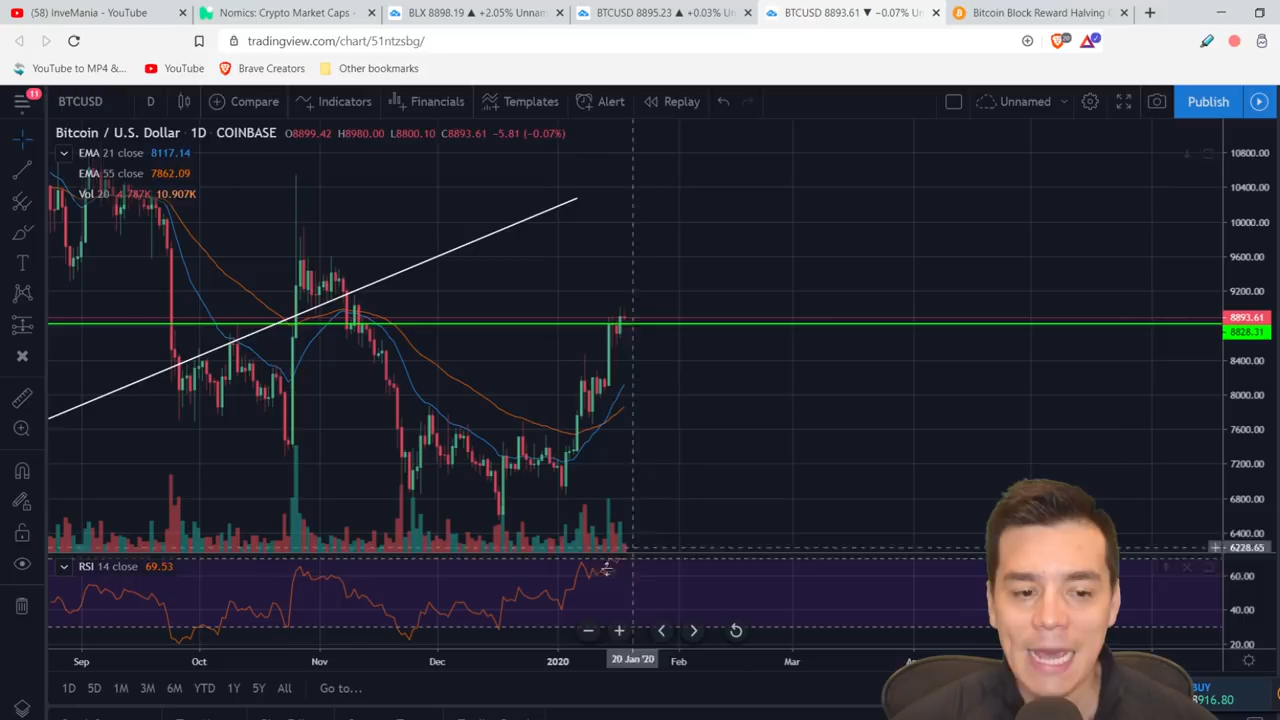 (58) InveMania - YouTube
Nomics: Crypto Market Caps -
BLX 8898.19 ▲ +2.05% Unnam
BTCUSD 8895.23 ▲ +0.03% Un
BTCUSD 8893.61 ▼ −0.07% Un
Bitcoin Block Reward Halving C
tradingview.com/chart/51ntzsbg/
20
YouTube to MP4 &...
YouTube
Brave Creators
Other bookmarks
11
BTCUSD
D
Compare
Indicators
Financials
Templates
Alert
Replay
Unnamed
Publish
Bitcoin / U.S. Dollar 1D COINBASE O8899.42 H8980.00 L8800.10 C8893.61 −5.81 (−0.07%)
EMA 21 close 8117.14
EMA 55 close 7862.09
Vol 20 4.787K 10.907K
10800.00
10400.00
10000.00
9600.00
9200.00
8893.61
8828.31
8400.00
8000.00
7600.00
7200.00
6800.00
6400.00
6228.65
RSI 14 close 69.53
60.00
40.00
20.00
Sep
Oct
Nov
Dec
2020
20 Jan '20
Feb
Mar
1D 5D 1M 3M 6M YTD 1Y 5Y All Go to...
BUY
8916.80